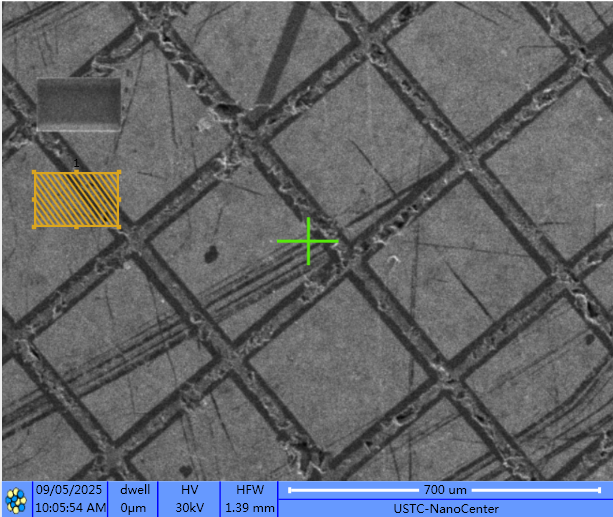 1
09/05/2025 dwell HV HFW 700 um
10:05:54 AM 0µm 30kV 1.39 mm USTC-NanoCenter